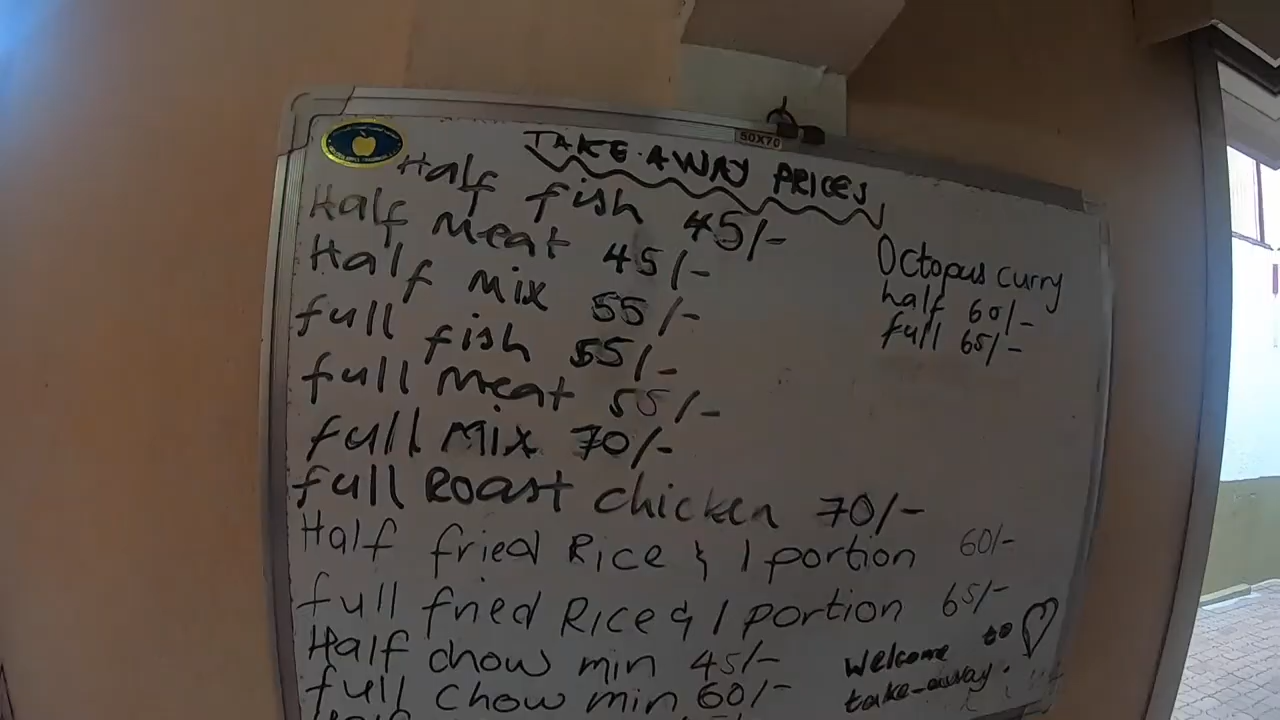 50X70
TAKE-AWAY PRICES
Half fish 45/-
Half Meat 45/-
Half Mix 55/-
full fish 55/-
full Meat 55/-
full Mix 70/-
full Roast chicken 70/-
Half fried Rice & 1 portion 60/-
full fried Rice & 1 portion 65/-
Half chow min 45/-
full chow min 60/-
Octopus curry
half 60/-
full 65/-
Welcome to
take-away.